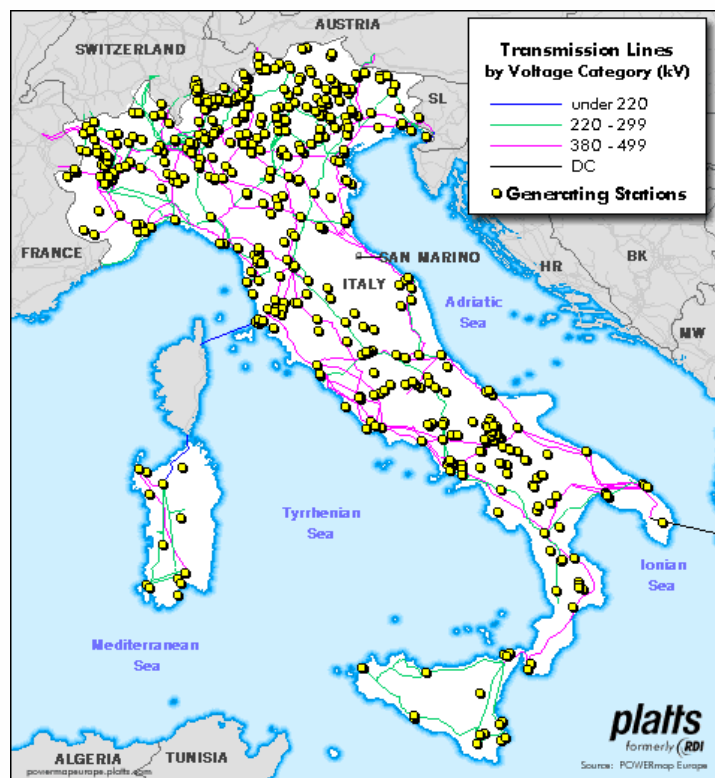 AUSTRIA
SWITZERLAND
SL
FRANCE
SAN MARINO
ITALY
HR
BK
MW
Adriatic
Sea
Tyrrhenian
Sea
Ionian
Sea
Mediterranean
Sea
ALGERIA
TUNISIA
Transmission Lines
by Voltage Category (kV)
under 220
220 - 299
380 - 499
DC
Generating Stations
platts
formerly RDI
Source: POWERmap Europe
powermapeurope.platts.com